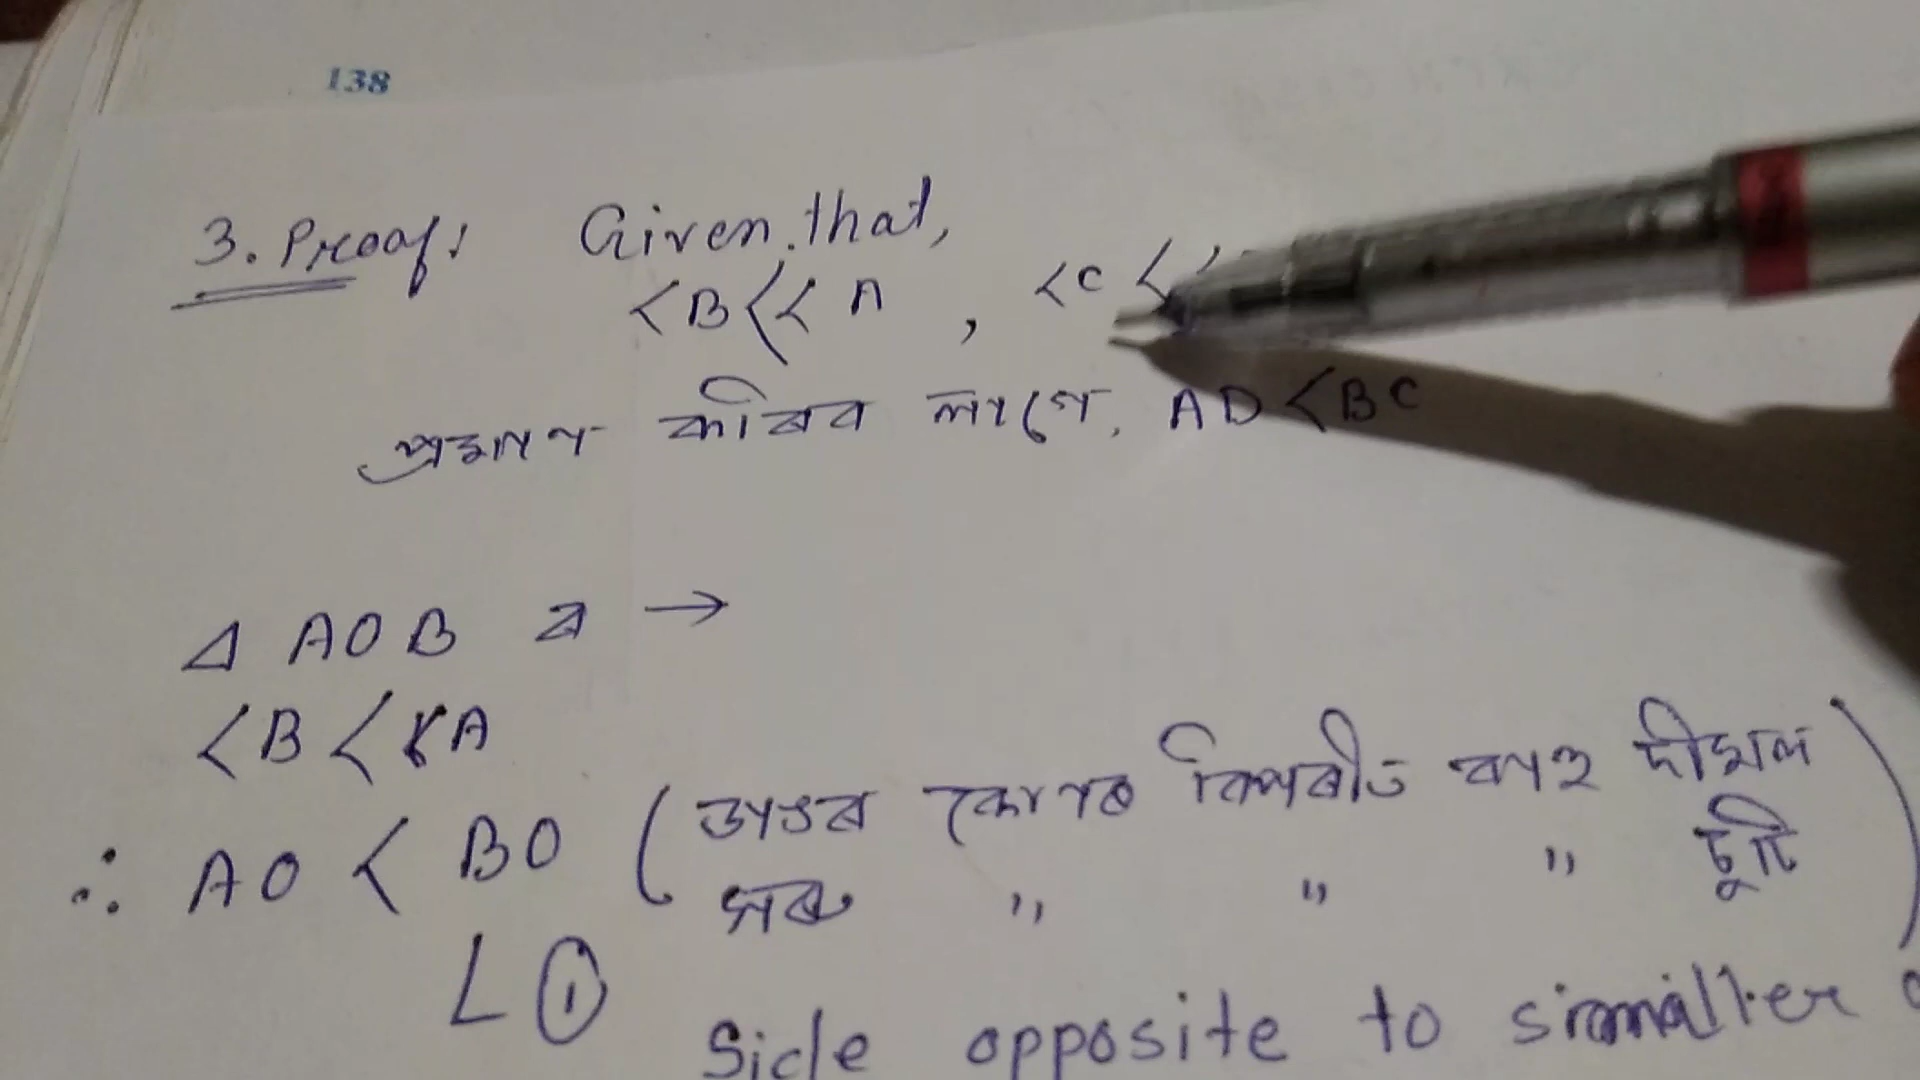 138
3. Proof: Given that,
<B < < A , <C <
প্ৰমাণ কৰিব লাগে, AD < BC
Δ AOB ৰ →
<B < <A
∴ AO < BO (ডাঙৰ কোণৰ বিপৰীত বাহু দীঘল
সৰু " " " চুটি)
∟ ①
Side opposite to smaller